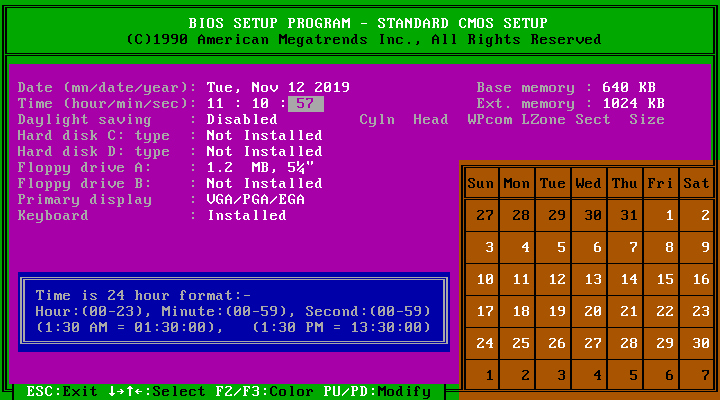 BIOS SETUP PROGRAM - STANDARD CMOS SETUP
(C)1990 American Megatrends Inc., All Rights Reserved
Date (mn/date/year): Tue, Nov 12 2019 Base memory : 640 KB
Time (hour/min/sec): 11 : 10 : 57 Ext. memory : 1024 KB
Daylight saving : Disabled Cyln Head WPcom LZone Sect Size
Hard disk C: type : Not Installed
Hard disk D: type : Not Installed
Floppy drive A: : 1.2 MB, 5¼"
Floppy drive B: : Not Installed
Primary display : VGA/PGA/EGA
Keyboard : Installed
Sun Mon Tue Wed Thu Fri Sat
27 28 29 30 31 1 2
3 4 5 6 7 8 9
10 11 12 13 14 15 16
17 18 19 20 21 22 23
24 25 26 27 28 29 30
1 2 3 4 5 6 7
Time is 24 hour format:-
Hour:(00-23), Minute:(00-59), Second:(00-59)
(1:30 AM = 01:30:00), (1:30 PM = 13:30:00)
ESC:Exit ↓→↑←:Select F2/F3:Color PU/PD:Modify